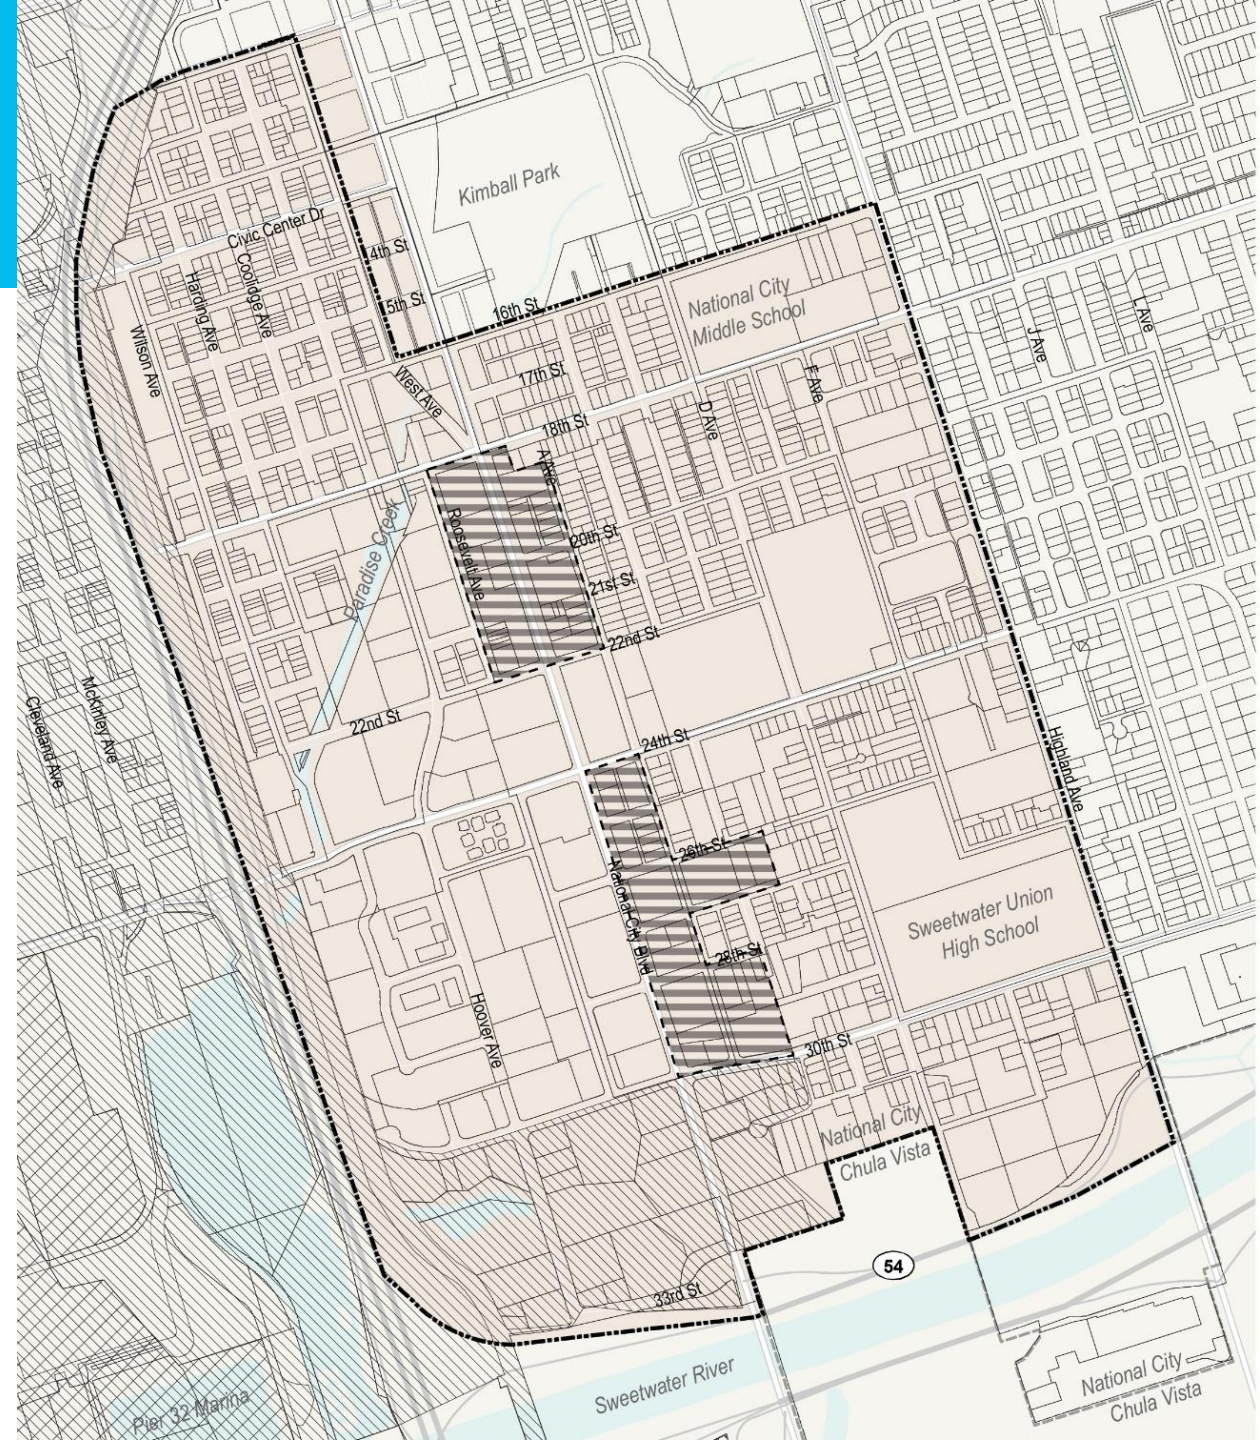 Kimball Park
Civic Center Dr
Coolidge Ave
Harding Ave
Wilson Ave
4th St
5th St
16th St
National City
Middle School
17th St
West Ave
18th St
A Ave
D Ave
F Ave
J Ave
L Ave
Paradise Creek
Roosevelt Ave
20th St
21st St
22nd St
22nd St
24th St
Cleveland Ave
McKinley Ave
Highland Ave
26th St
National City Blvd
28th St
Sweetwater Union
High School
Hoover Ave
30th St
National City
Chula Vista
54
33rd St
Sweetwater River
Pier 32 Marina
National City
Chula Vista